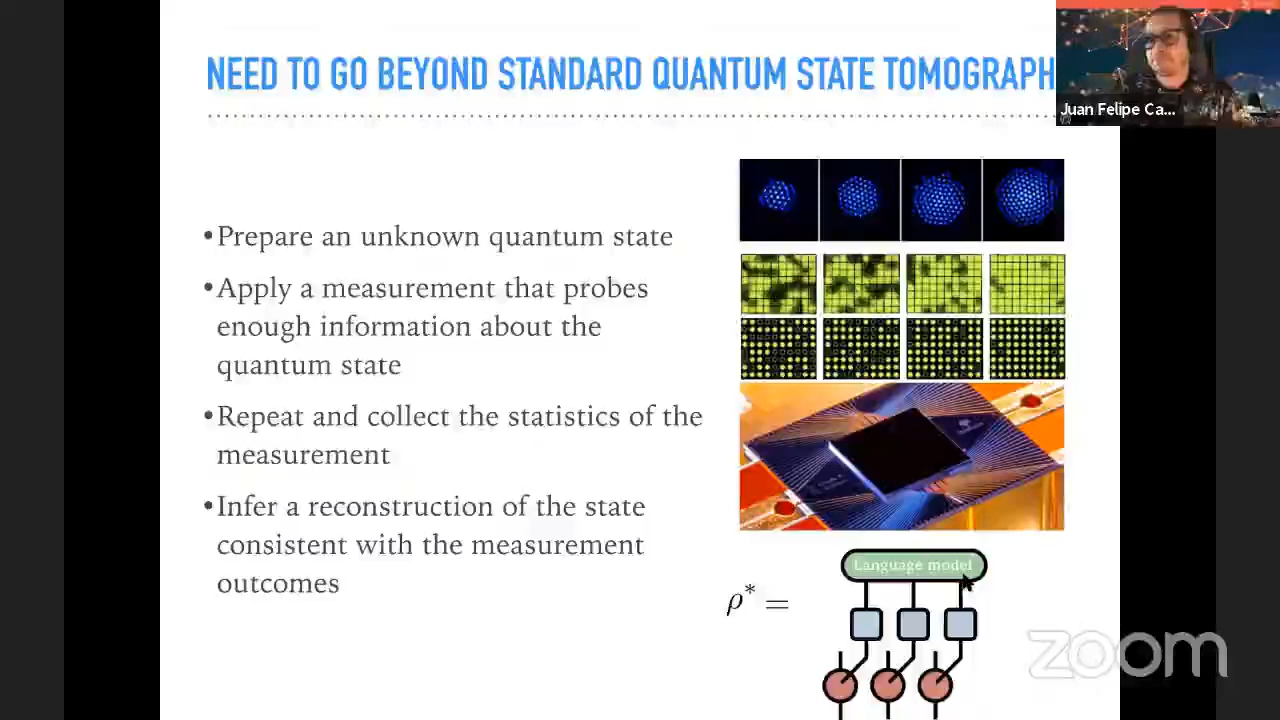 NEED TO GO BEYOND STANDARD QUANTUM STATE TOMOGRAPH
Juan Felipe Ca...
•Prepare an unknown quantum state
•Apply a measurement that probes
enough information about the
quantum state
•Repeat and collect the statistics of the
measurement
•Infer a reconstruction of the state
consistent with the measurement
outcomes
Language model
ρ* =
zoom